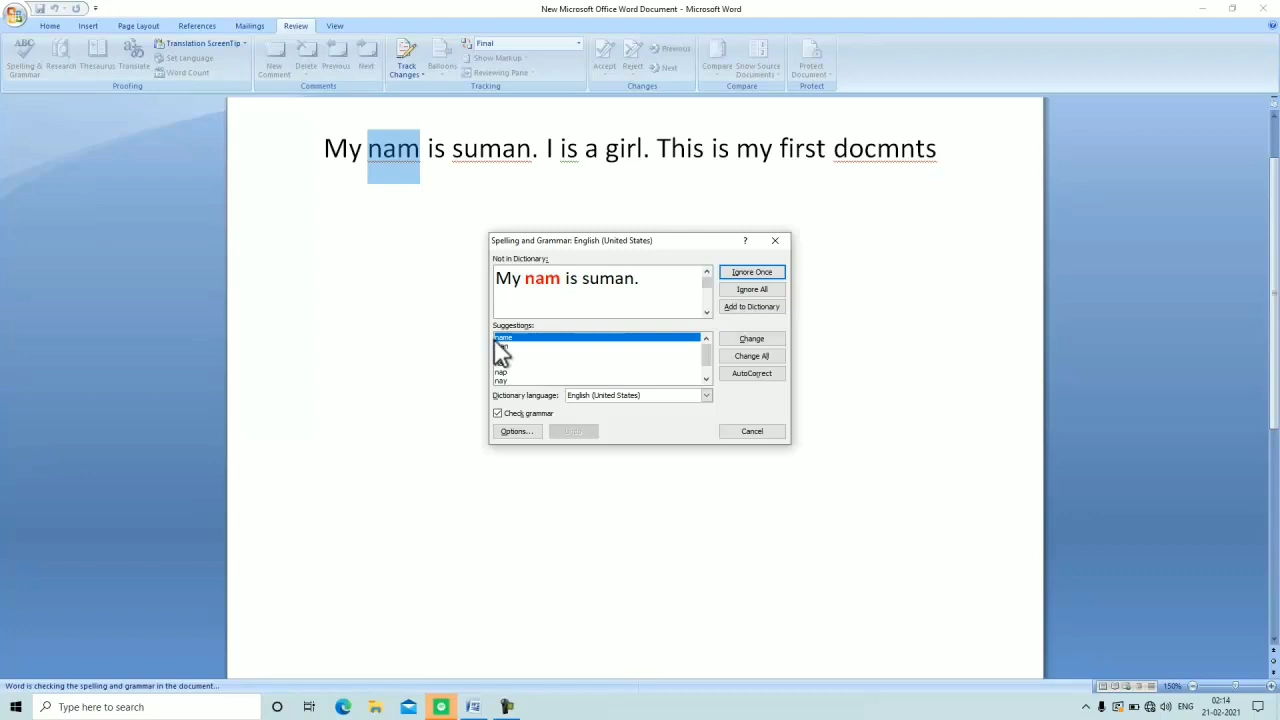 New Microsoft Office Word Document - Microsoft Word
Home Insert Page Layout References Mailings Review View
Spelling & Grammar
Research
Thesaurus
Translate
Translation ScreenTip
Set Language
Word Count
Proofing
New Comment
Delete
Previous
Next
Comments
Track Changes
Balloons
Final
Show Markup
Reviewing Pane
Tracking
Accept
Reject
Previous
Next
Changes
Compare
Show Source Documents
Compare
Protect Document
Protect
My nam is suman. I is a girl. This is my first docmnts
Spelling and Grammar: English (United States)
Not in Dictionary:
My nam is suman.
Ignore Once
Ignore All
Add to Dictionary
Suggestions:
name
nap
nay
Change
Change All
AutoCorrect
Dictionary language: English (United States)
Check grammar
Options... Undo Cancel
Word is checking the spelling and grammar in the document...
150%
Type here to search
ENG
02:14
21-02-2021